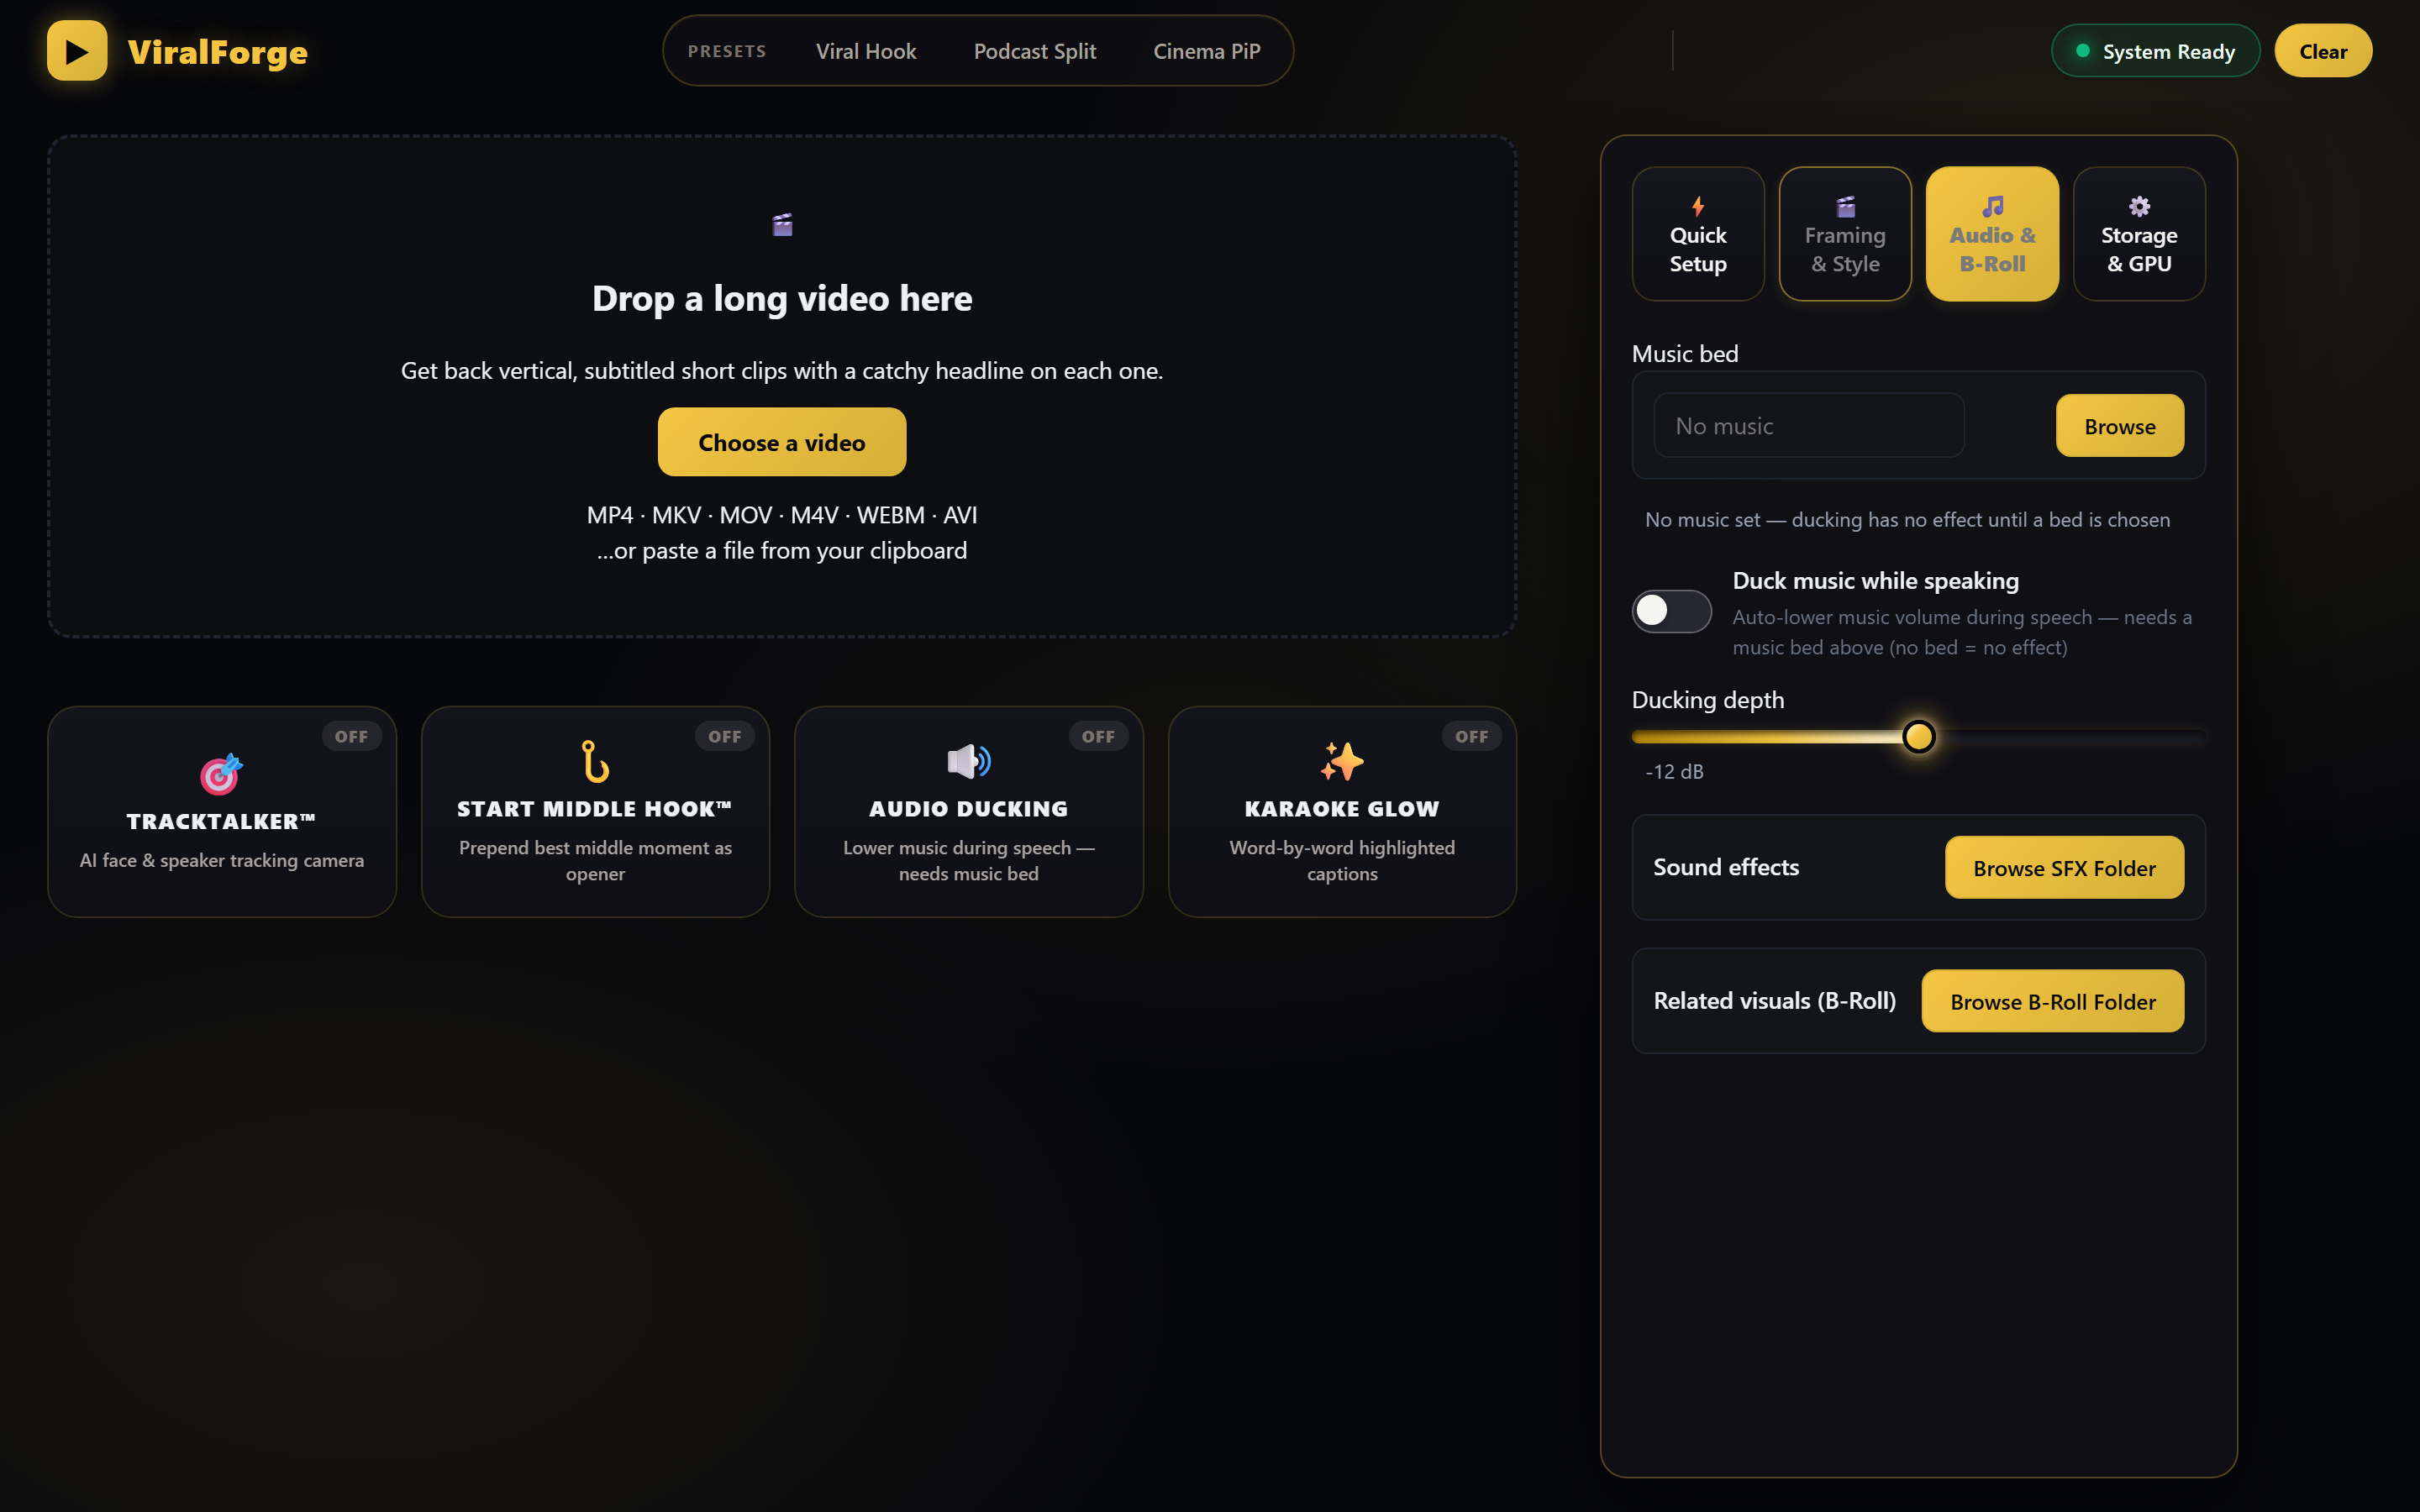 ViralForge
PRESETS
Viral Hook
Podcast Split
Cinema PiP
System Ready
Clear
Drop a long video here
Get back vertical, subtitled short clips with a catchy headline on each one.
Choose a video
MP4 · MKV · MOV · M4V · WEBM · AVI
...or paste a file from your clipboard
OFF
TRACKTALKER™
AI face & speaker tracking camera
OFF
START MIDDLE HOOK™
Prepend best middle moment as
opener
OFF
AUDIO DUCKING
Lower music during speech —
needs music bed
OFF
KARAOKE GLOW
Word-by-word highlighted
captions
Quick
Setup
Framing
& Style
Audio &
B-Roll
Storage
& GPU
Music bed
No music
Browse
No music set — ducking has no effect until a bed is chosen
Duck music while speaking
Auto-lower music volume during speech — needs a
music bed above (no bed = no effect)
Ducking depth
-12 dB
Sound effects
Browse SFX Folder
Related visuals (B-Roll)
Browse B-Roll Folder